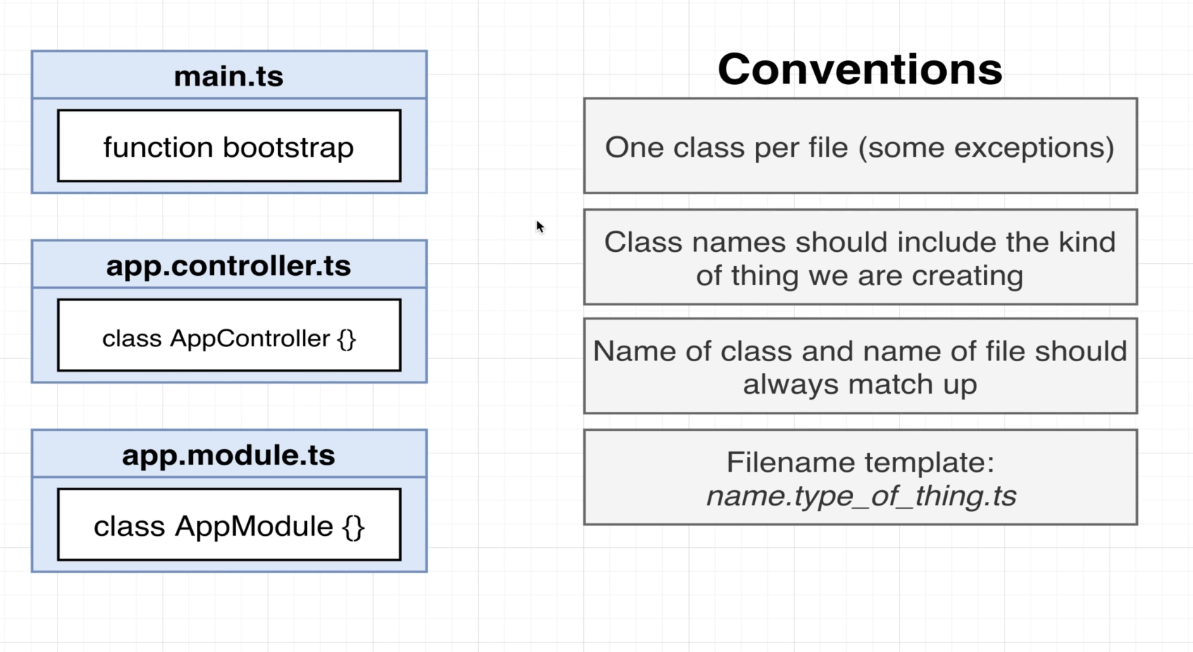 main.ts
function bootstrap
app.controller.ts
class AppController {}
app.module.ts
class AppModule {}
Conventions
One class per file (some exceptions)
Class names should include the kind
of thing we are creating
Name of class and name of file should
always match up
Filename template:
name.type_of_thing.ts